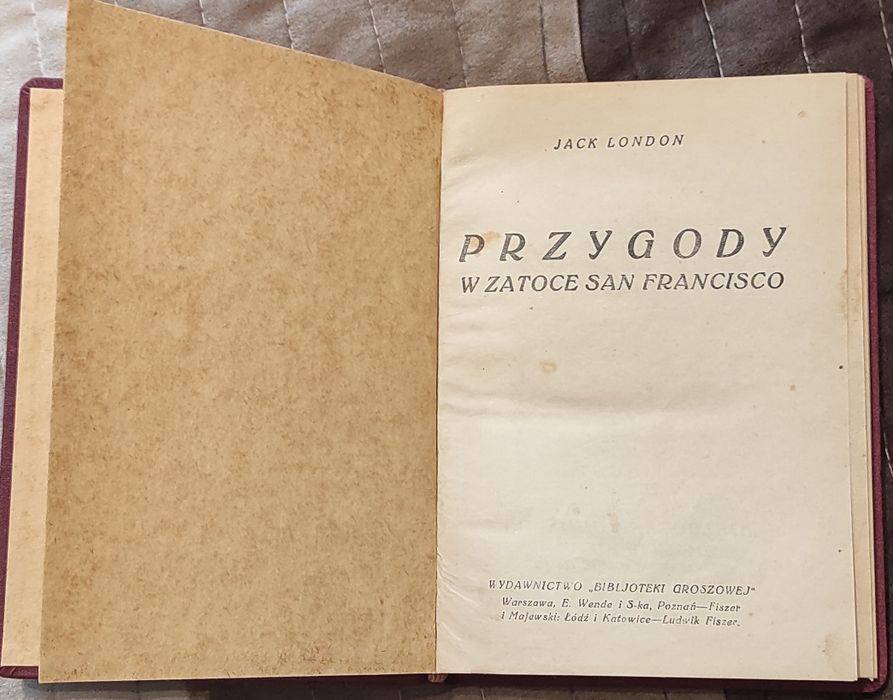 JACK LONDON
PRZYGODY
W ZATOCE SAN FRANCISCO
WYDAWNICTWO „BIBLJOTEKI GROSZOWEJ"
Warszawa, E. Wende i S-ka, Poznań—Fiszer
i Majewski: Łódź i Katowice—Ludwik Fiszer.